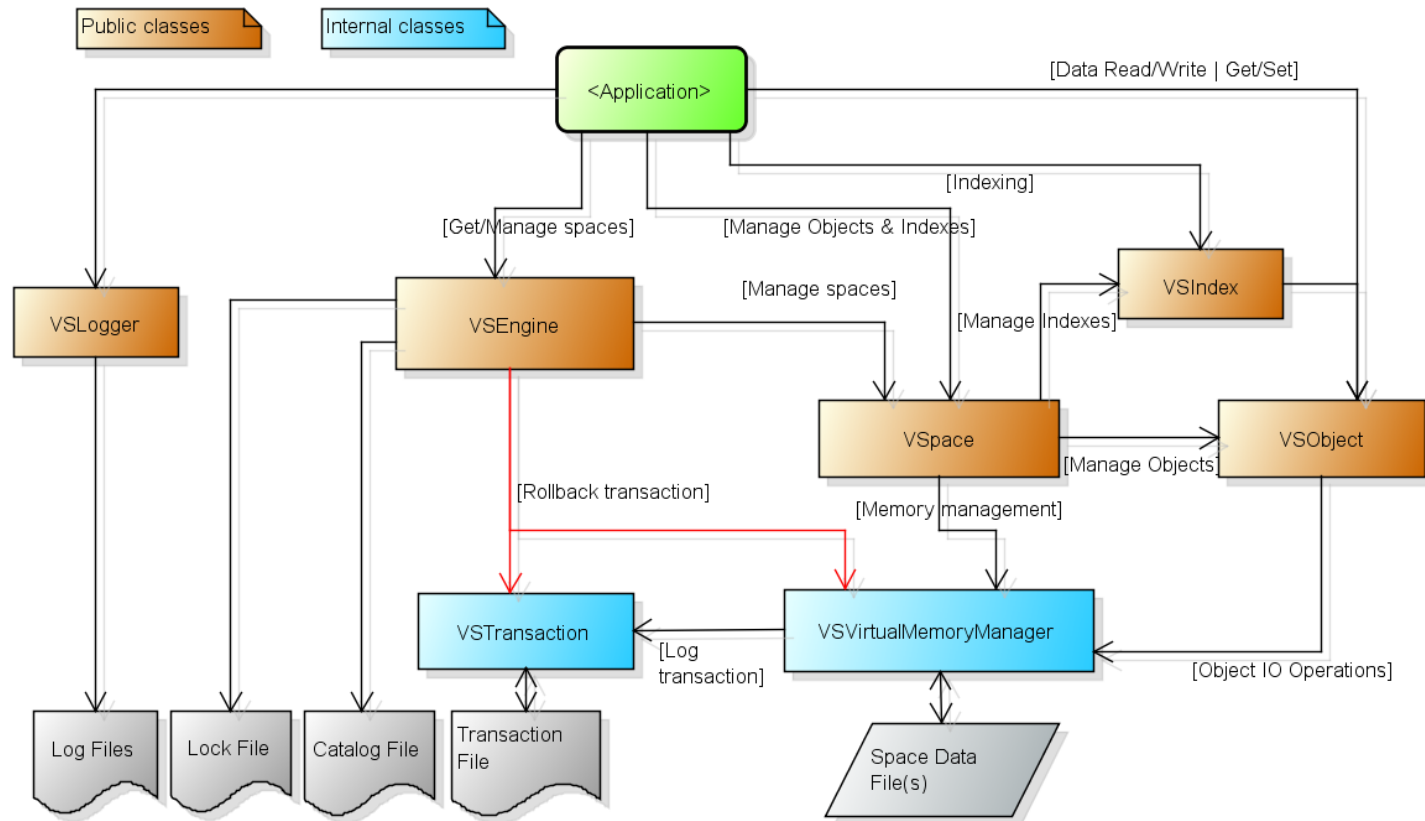 Public classes
Internal classes
[Data Read/Write | Get/Set]
<Application>
[Indexing]
[Get/Manage spaces]
[Manage Objects & Indexes]
VSIndex
[Manage spaces]
VSLogger
VSEngine
[Manage Indexes]
VSpace
VSObject
[Manage Objects]
[Rollback transaction]
[Memory management]
VSTransaction
VSVirtualMemoryManager
[Log
transaction]
[Object IO Operations]
Log Files
Lock File
Catalog File
Transaction
File
Space Data
File(s)